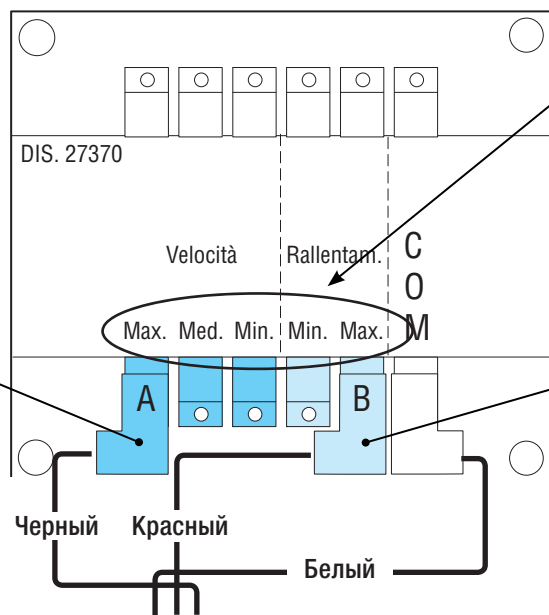 DIS. 27370
Velocità Rallentam.
C
O
M
Max. Med. Min. Min. Max.
A B
Черный Красный
Белый